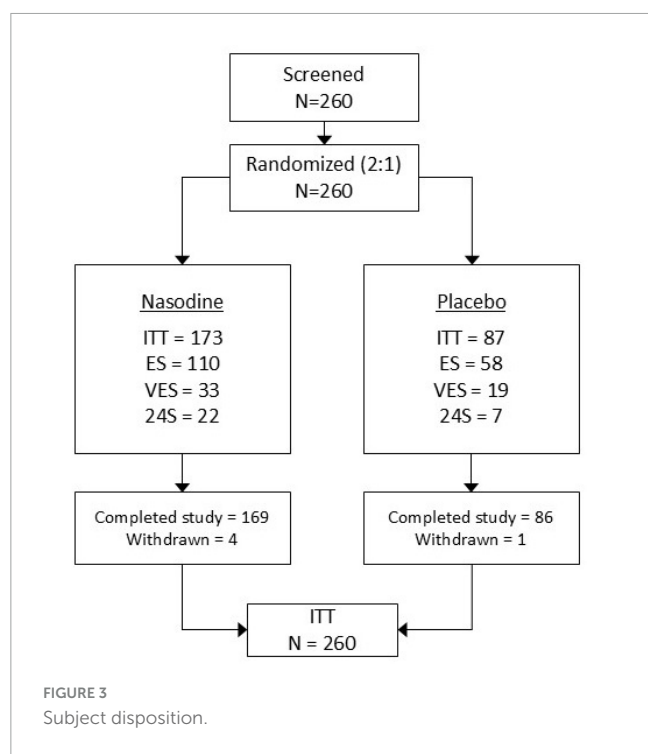 Screened
N=260
Randomized (2:1)
N=260
Nasodine
ITT = 173
ES = 110
VES = 33
24S = 22
Placebo
ITT = 87
ES = 58
VES = 19
24S = 7
Completed study = 169
Withdrawn = 4
Completed study = 86
Withdrawn = 1
ITT
N = 260
FIGURE 3
Subject disposition.